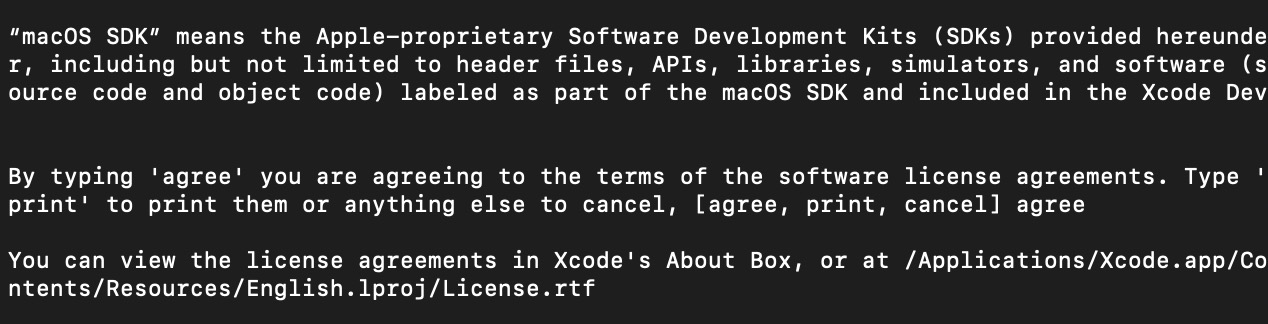 “macOS SDK” means the Apple-proprietary Software Development Kits (SDKs) provided hereunde
r, including but not limited to header files, APIs, libraries, simulators, and software (s
ource code and object code) labeled as part of the macOS SDK and included in the Xcode Dev
By typing 'agree' you are agreeing to the terms of the software license agreements. Type '
print' to print them or anything else to cancel, [agree, print, cancel] agree
You can view the license agreements in Xcode's About Box, or at /Applications/Xcode.app/Co
ntents/Resources/English.lproj/License.rtf